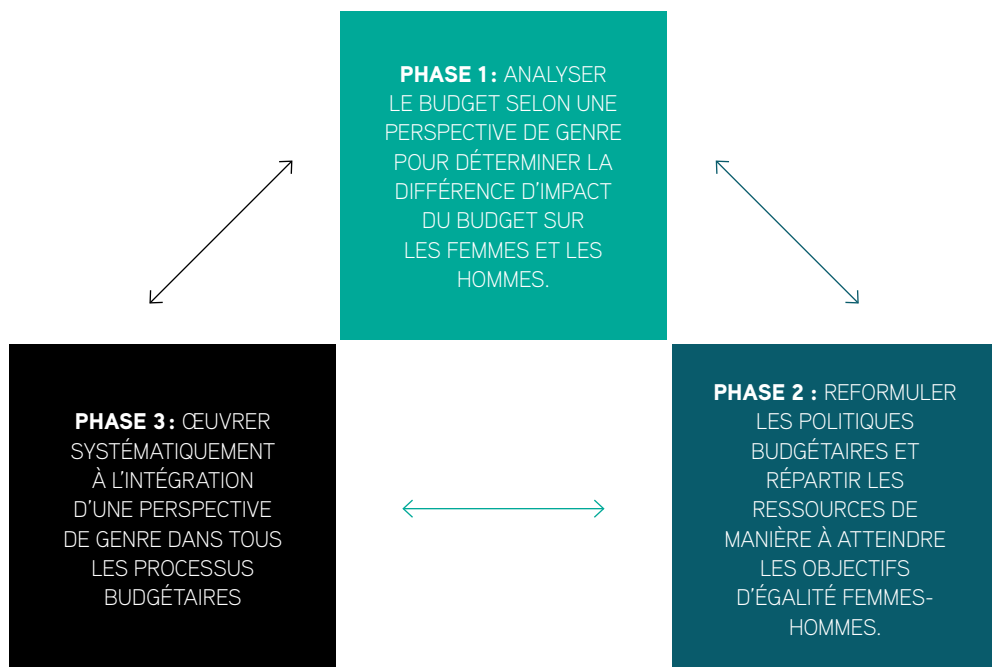 PHASE 1 : ANALYSER
LE BUDGET SELON UNE
PERSPECTIVE DE GENRE
POUR DÉTERMINER LA
DIFFÉRENCE D'IMPACT
DU BUDGET SUR
LES FEMMES ET LES
HOMMES.
PHASE 2 : REFORMULER
LES POLITIQUES
BUDGÉTAIRES ET
RÉPARTIR LES
RESSOURCES DE
MANIÈRE À ATTEINDRE
LES OBJECTIFS
D'ÉGALITÉ FEMMES-
HOMMES.
PHASE 3 : ŒUVRER
SYSTÉMATIQUEMENT
À L'INTÉGRATION
D'UNE PERSPECTIVE
DE GENRE DANS TOUS
LES PROCESSUS
BUDGÉTAIRES